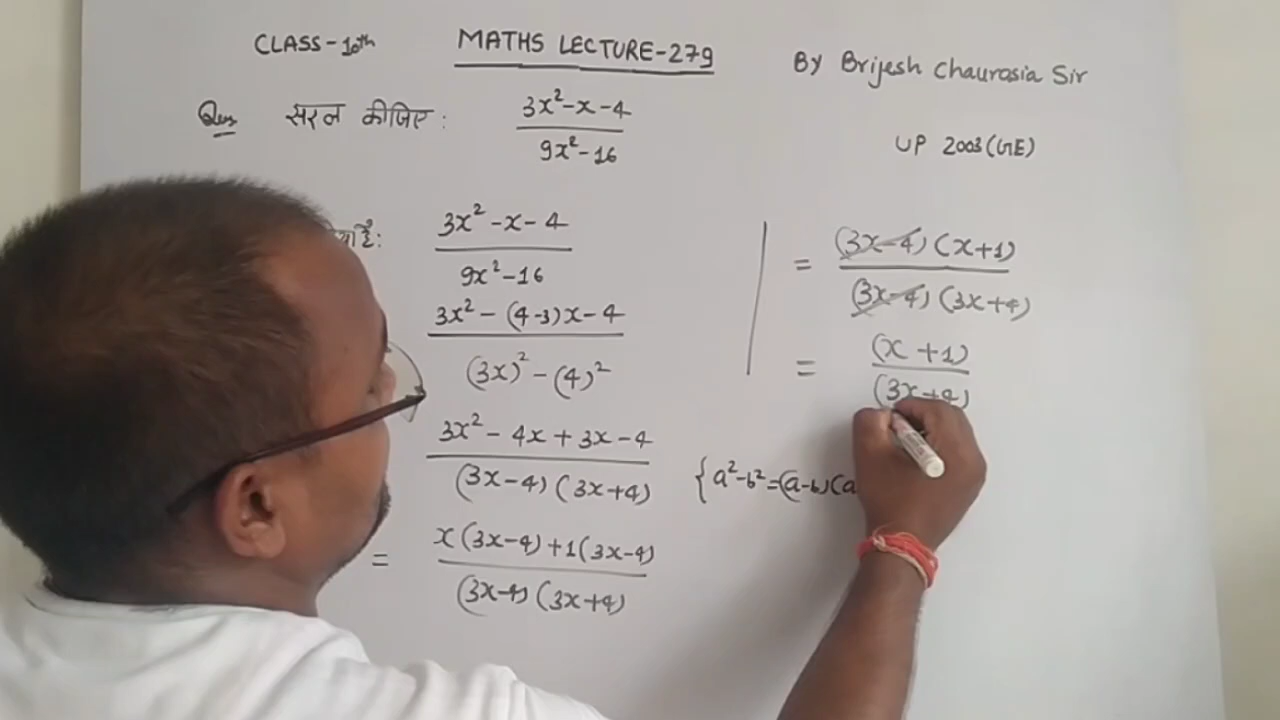 CLASS-10th MATHS LECTURE-279 By Brijesh Chaurasia Sir
Ques सरल कीजिए: 3x²-x-4 / 9x²-16 UP 2003(GE)
3x²-x-4 / 9x²-16
3x²-(4-3)x-4 / (3x)²-(4)²
3x²-4x+3x-4 / (3x-4)(3x+4) {a²-b²=(a-b)(a
= x(3x-4)+1(3x-4) / (3x-4)(3x+4)
= (3x-4)(x+1) / (3x-4)(3x+4)
= (x+1) / (3x+4)